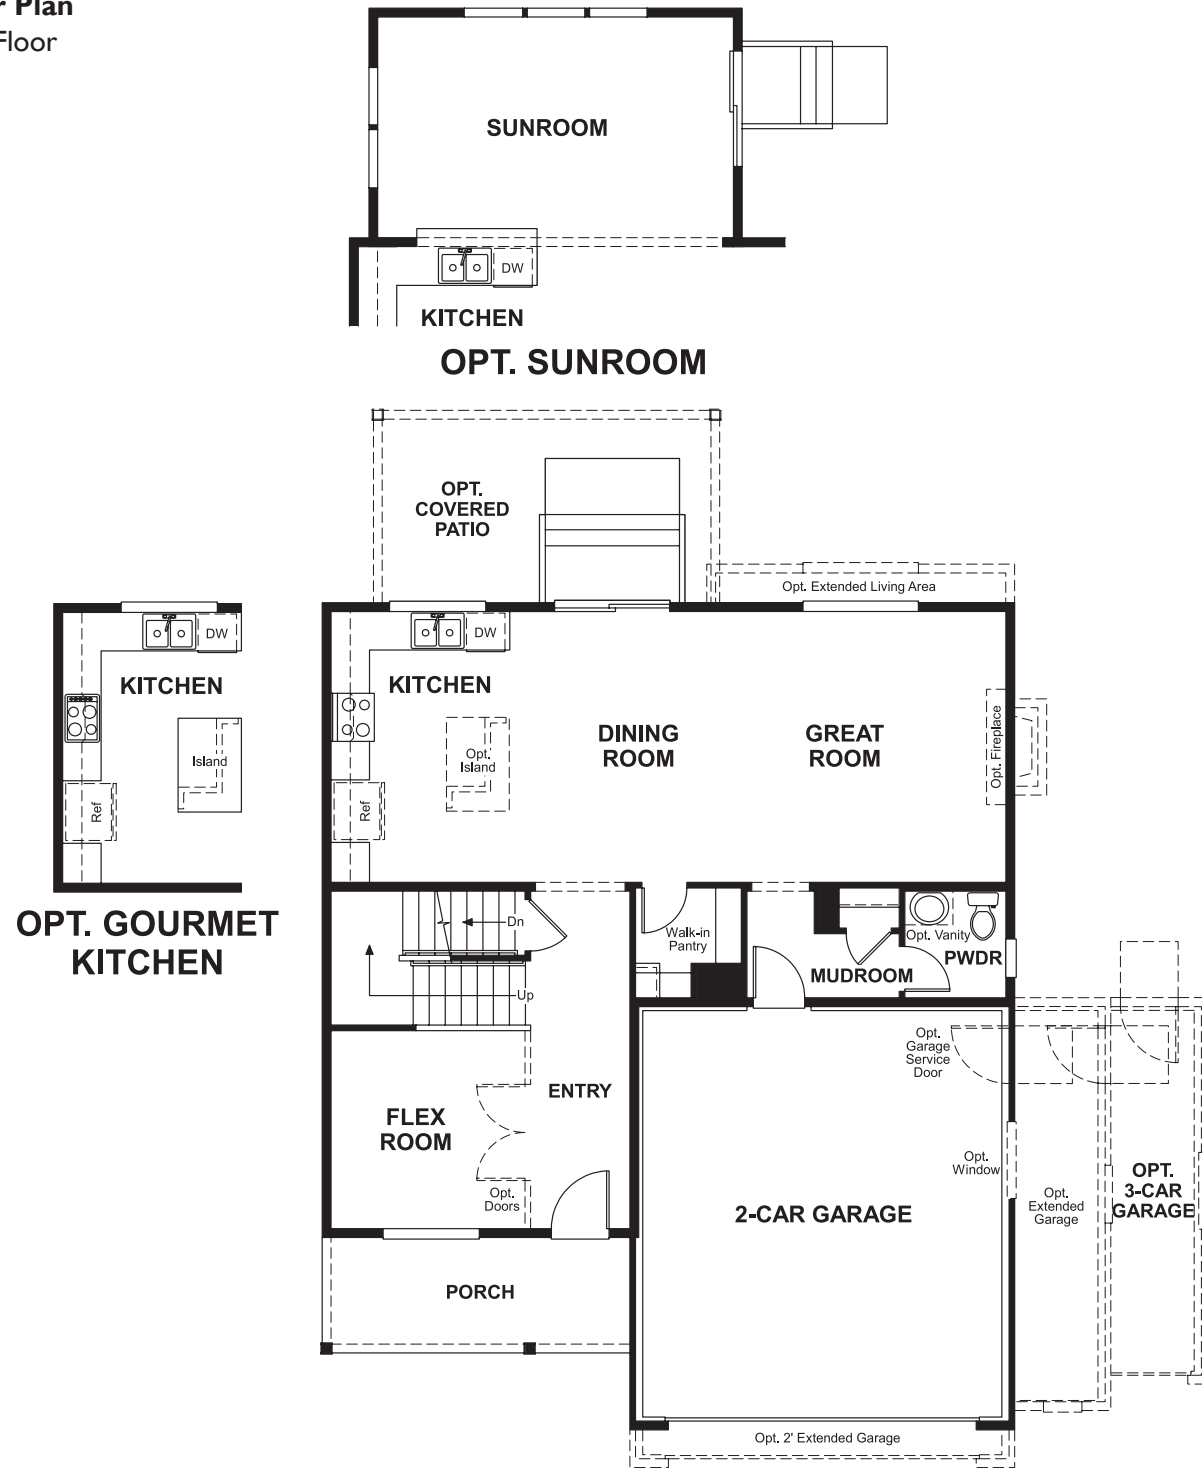 Plan
Floor
SUNROOM
DW
KITCHEN
OPT. SUNROOM
OPT.
COVERED
PATIO
Opt. Extended Living Area
DW
KITCHEN
Island
Ref
OPT. GOURMET
KITCHEN
DW
KITCHEN
Opt.
Island
Ref
DINING
ROOM
GREAT
ROOM
Opt. Fireplace
Dn
Up
Walk-in
Pantry
MUDROOM
Opt. Vanity
PWDR
Opt.
Garage
Service
Door
ENTRY
FLEX
ROOM
Opt.
Doors
2-CAR GARAGE
Opt.
Window
Opt.
Extended
Garage
OPT.
3-CAR
GARAGE
PORCH
Opt. 2' Extended Garage